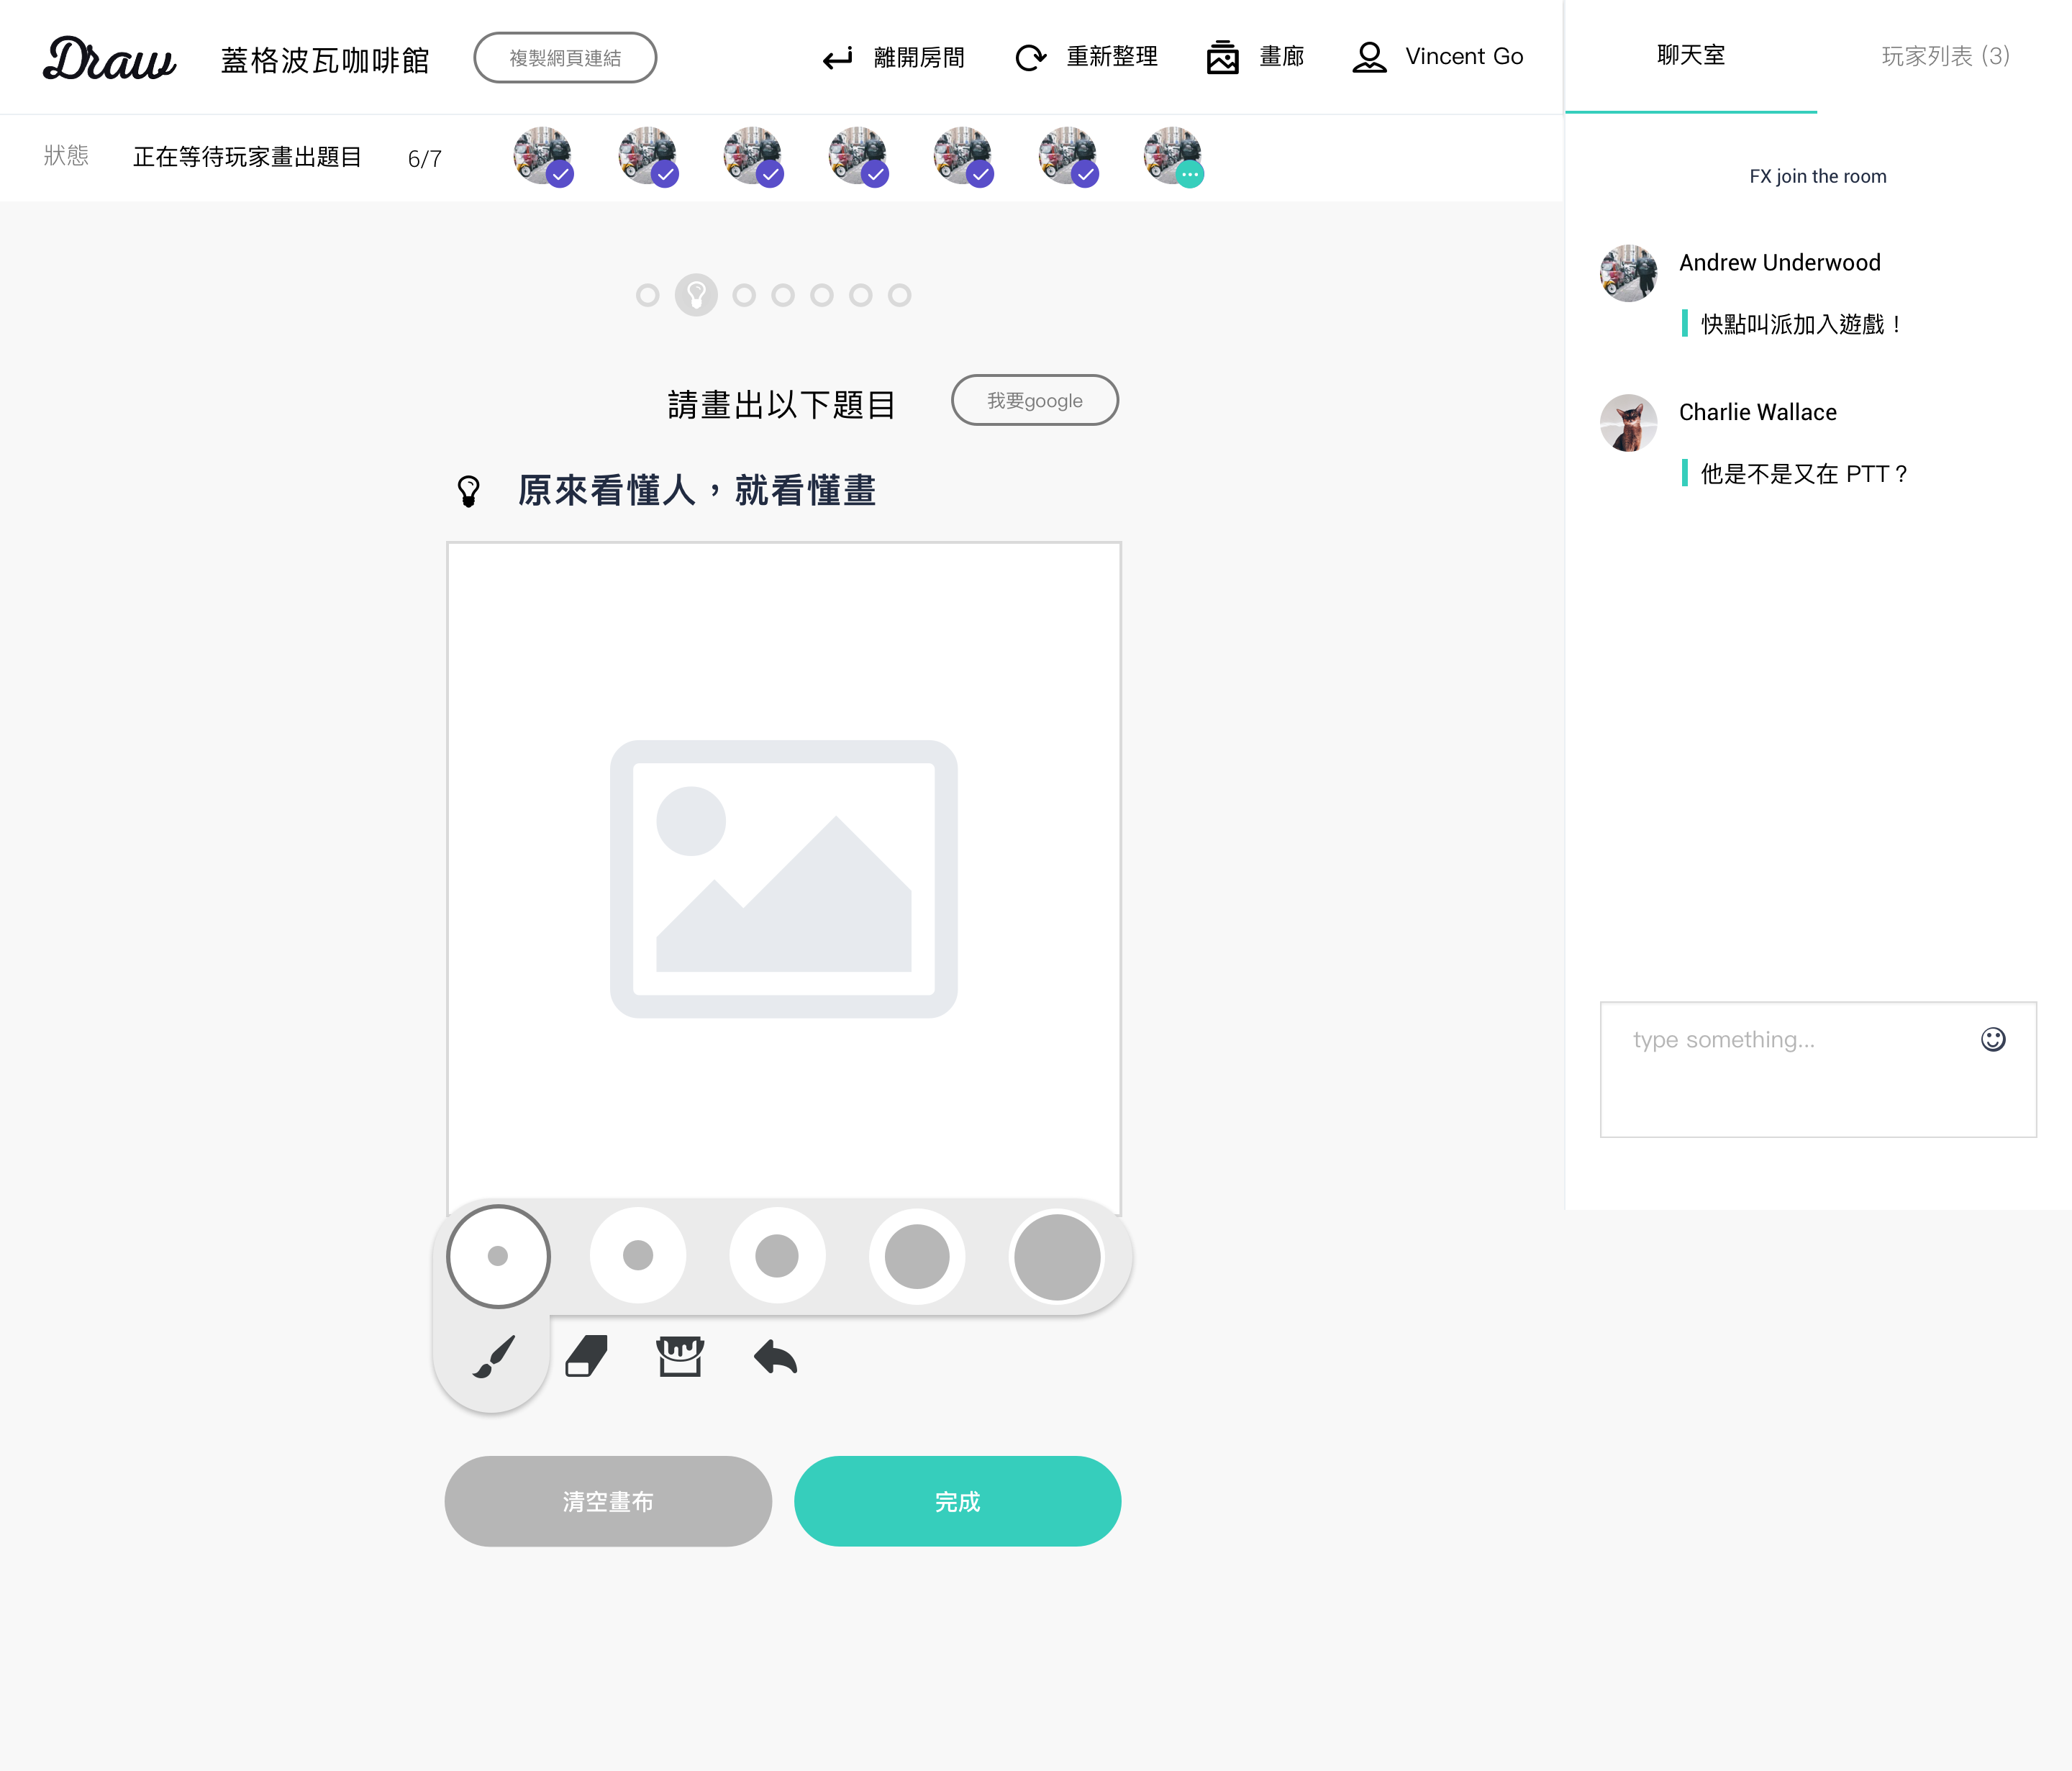 Draw
蓋格波瓦咖啡館
複製網頁連結
離開房間
重新整理
畫廊
Vincent Go
聊天室
玩家列表 (3)
狀態
正在等待玩家畫出題目
6/7
FX join the room
Andrew Underwood
快點叫派加入遊戲！
Charlie Wallace
他是不是又在 PTT？
請畫出以下題目
我要google
原來看懂人，就看懂畫
type something...
清空畫布
完成